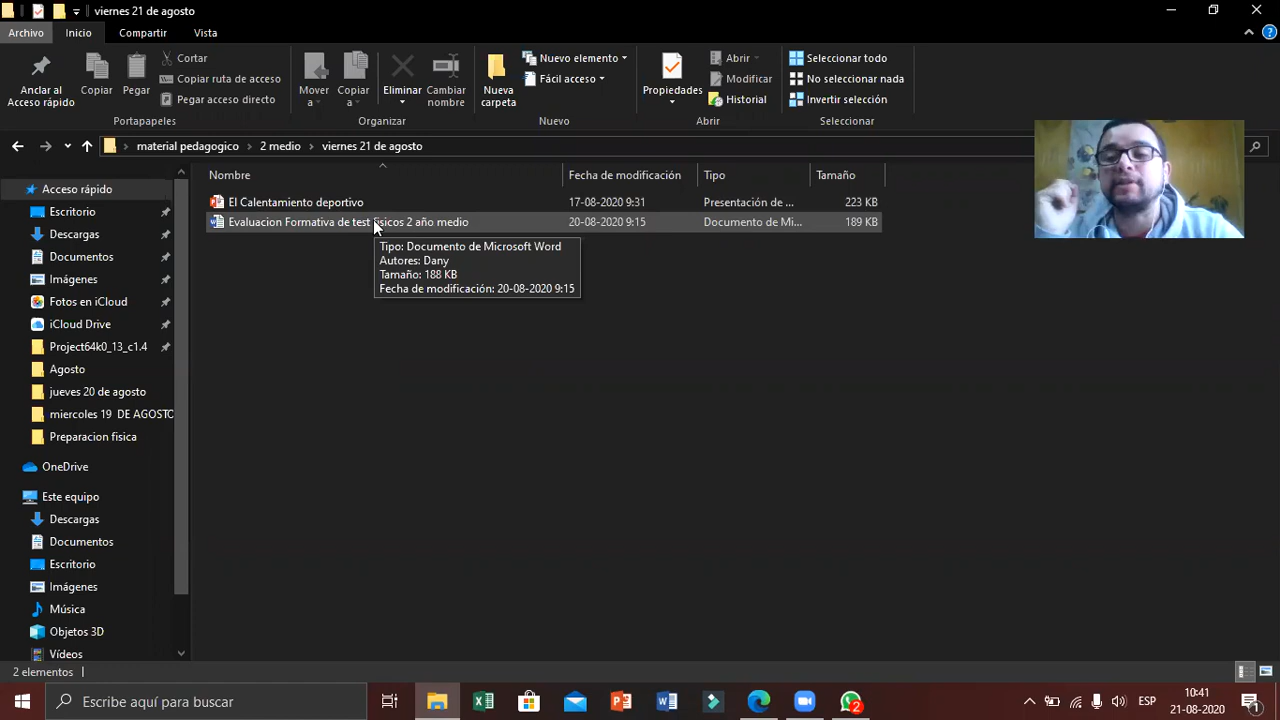 viernes 21 de agosto
Archivo Inicio Compartir Vista
Anclar al Acceso rápido
Copiar
Pegar
Cortar
Copiar ruta de acceso
Pegar acceso directo
Portapapeles
Mover a
Copiar a
Eliminar
Cambiar nombre
Organizar
Nueva carpeta
Nuevo elemento
Fácil acceso
Nuevo
Propiedades
Abrir
Modificar
Historial
Abrir
Seleccionar todo
No seleccionar nada
Invertir selección
Seleccionar
material pedagogico > 2 medio > viernes 21 de agosto
Nombre Fecha de modificación Tipo Tamaño
El Calentamiento deportivo 17-08-2020 9:31 Presentación de ... 223 KB
Evaluacion Formativa de test fisicos 2 año medio 20-08-2020 9:15 Documento de Mi... 189 KB
Tipo: Documento de Microsoft Word
Autores: Dany
Tamaño: 188 KB
Fecha de modificación: 20-08-2020 9:15
Acceso rápido
Escritorio
Descargas
Documentos
Imágenes
Fotos en iCloud
iCloud Drive
Project64k0_13_c1.4
Agosto
jueves 20 de agosto
miercoles 19 DE AGOSTO
Preparacion fisica
OneDrive
Este equipo
Descargas
Documentos
Escritorio
Imágenes
Música
Objetos 3D
Vídeos
2 elementos
Escribe aquí para buscar
2
ESP
10:41
21-08-2020
1